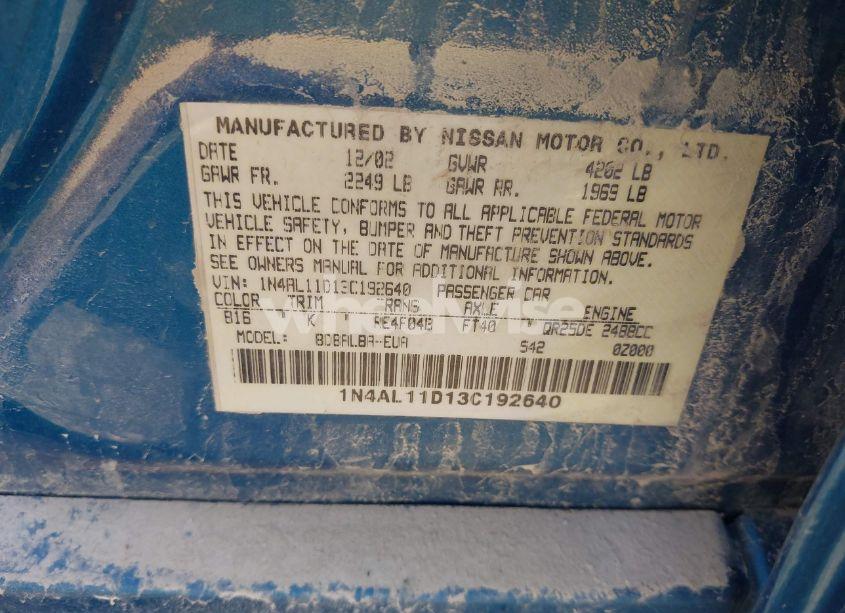 MANUFACTURED BY NISSAN MOTOR CO., LTD.
DATE 12/02 GVWR 4202 LB
GAWR FR. 2249 LB GAWR RR. 1969 LB
THIS VEHICLE CONFORMS TO ALL APPLICABLE FEDERAL MOTOR
VEHICLE SAFETY, BUMPER AND THEFT PREVENTION STANDARDS
IN EFFECT ON THE DATE OF MANUFACTURE SHOWN ABOVE.
SEE OWNERS MANUAL FOR ADDITIONAL INFORMATION.
VIN: 1N4AL11D13C192640 PASSENGER CAR
COLOR TRIM TRANS AXLE ENGINE
B16 K RE4F04B FT40 QR25DE 2488CC
MODEL: BDBALBA-EUA S42 0Z000
1N4AL11D13C192640
wheelwise